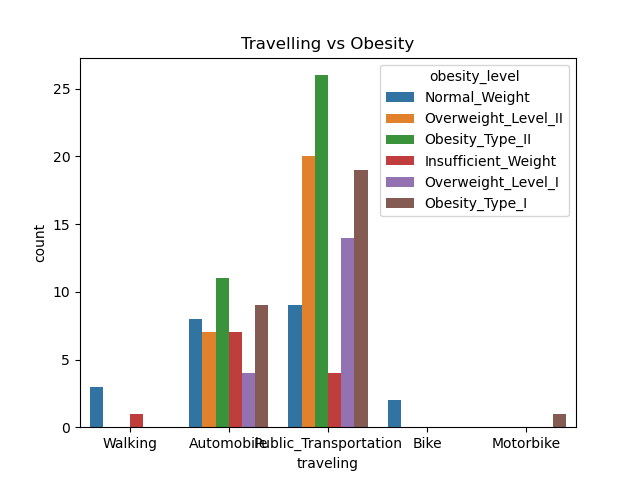 Travelling vs Obesity
obesity_level
Normal_Weight
Overweight_Level_II
Obesity_Type_II
Insufficient_Weight
Overweight_Level_I
Obesity_Type_I
count
25
20
15
10
5
0
Walking Automobile Public_Transportation Bike Motorbike
traveling